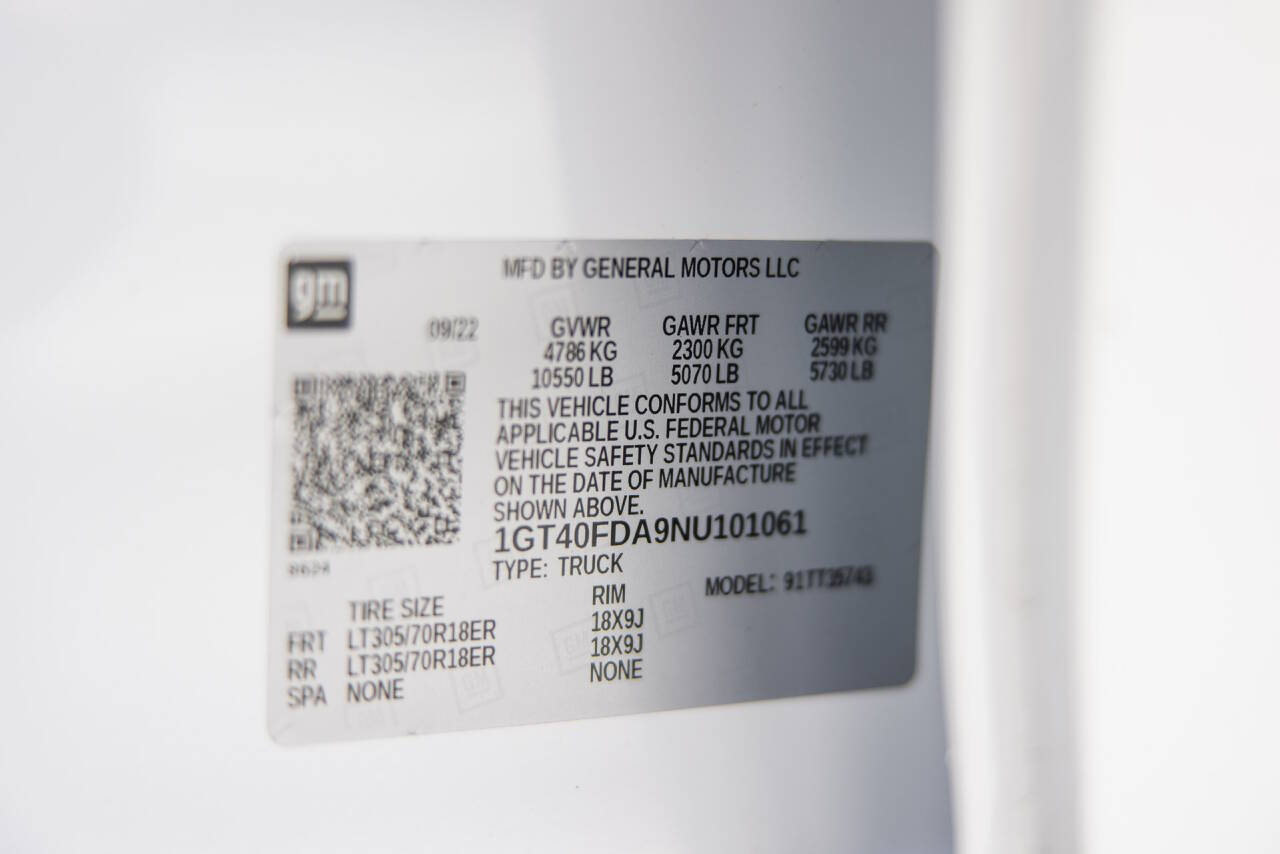 gm
MFD BY GENERAL MOTORS LLC
09/22 GVWR GAWR FRT GAWR RR
4786 KG 2300 KG 2599 KG
10550 LB 5070 LB 5730 LB
THIS VEHICLE CONFORMS TO ALL
APPLICABLE U.S. FEDERAL MOTOR
VEHICLE SAFETY STANDARDS IN EFFECT
ON THE DATE OF MANUFACTURE
SHOWN ABOVE.
1GT40FDA9NU101061
TYPE: TRUCK
MODEL:
TIRE SIZE RIM
FRT LT305/70R18ER 18X9J
RR LT305/70R18ER 18X9J
SPA NONE NONE